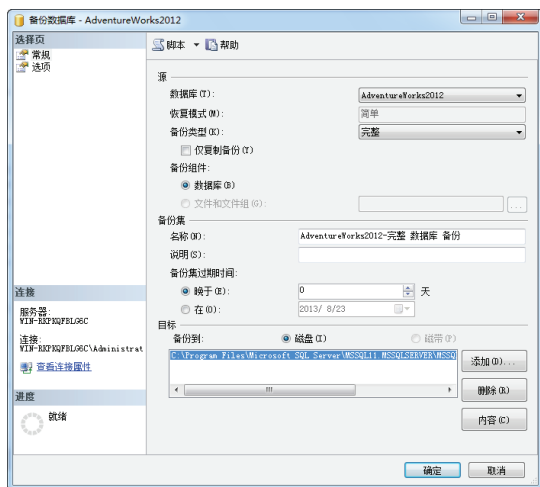 备份数据库 - AdventureWorks2012
选择页
常规
选项
脚本 帮助
源
数据库(T): AdventureWorks2012
恢复模式(M): 简单
备份类型(K): 完整
仅复制备份(Y)
备份组件:
数据库(B)
文件和文件组(G): ...
备份集
名称(N): AdventureWorks2012-完整 数据库 备份
说明(S):
备份集过期时间:
晚于(E): 0 天
在(O): 2013/ 8/23
目标
备份到: 磁盘(I) 磁带(P)
C:\Program Files\Microsoft SQL Server\MSSQL11.MSSQLSERVER\MSSQ
添加(D)...
删除(R)
内容(C)
连接
服务器:
WIN-RKPKQFBLG6C
连接:
WIN-RKPKQFBLG6C\Administrat
查看连接属性
进度
就绪
确定 取消